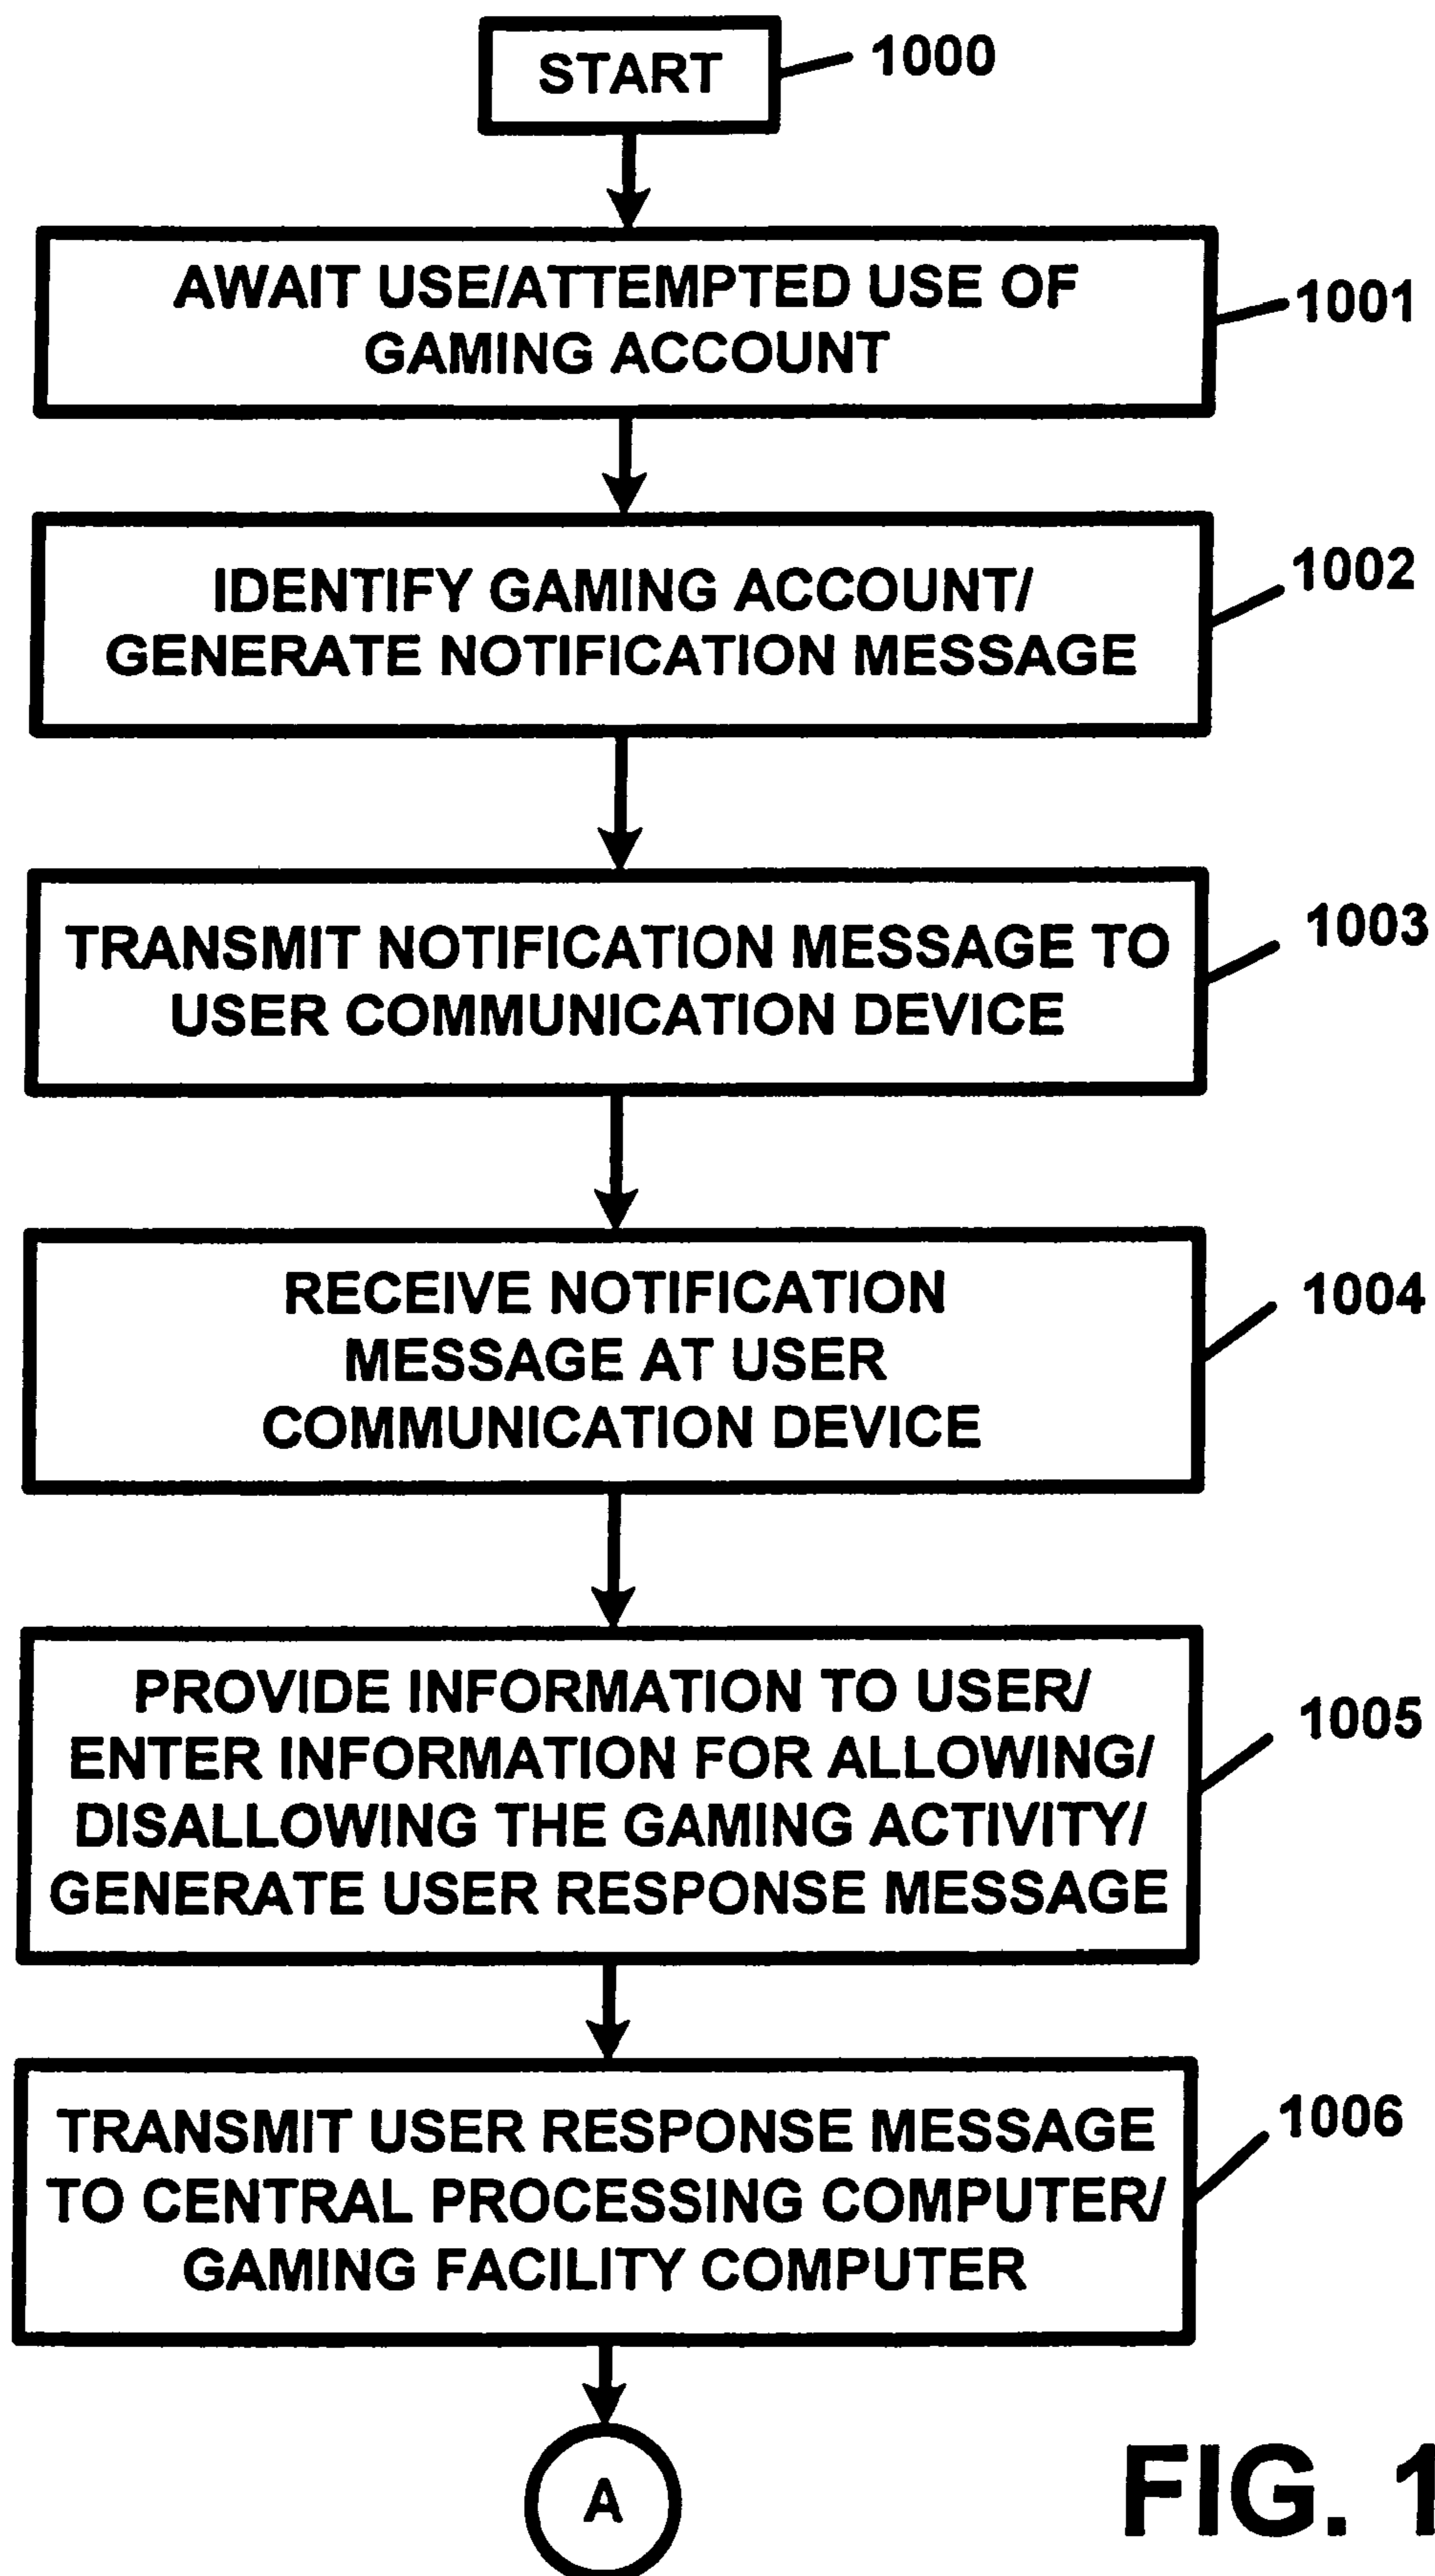 START
1000
AWAIT USE/ATTEMPTED USE OF
GAMING ACCOUNT
1001
IDENTIFY GAMING ACCOUNT/
GENERATE NOTIFICATION MESSAGE
1002
TRANSMIT NOTIFICATION MESSAGE TO
USER COMMUNICATION DEVICE
1003
RECEIVE NOTIFICATION
MESSAGE AT USER
COMMUNICATION DEVICE
1004
PROVIDE INFORMATION TO USER/
ENTER INFORMATION FOR ALLOWING/
DISALLOWING THE GAMING ACTIVITY/
GENERATE USER RESPONSE MESSAGE
1005
TRANSMIT USER RESPONSE MESSAGE
TO CENTRAL PROCESSING COMPUTER/
GAMING FACILITY COMPUTER
1006
A
FIG. 1